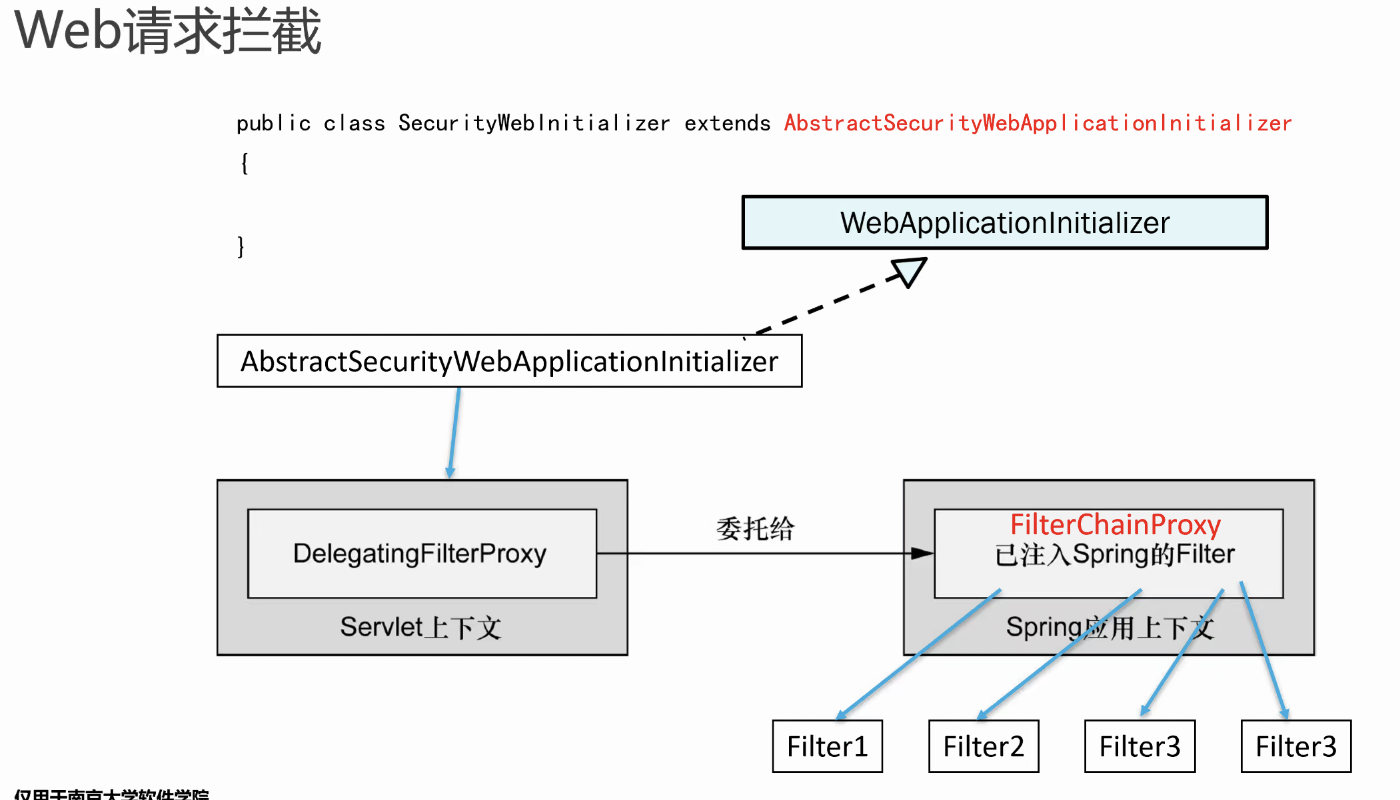 Web请求拦截
public class SecurityWebInitializer extends AbstractSecurityWebApplicationInitializer
{
}
WebApplicationInitializer
AbstractSecurityWebApplicationInitializer
委托给
FilterChainProxy
DelegatingFilterProxy
已注入Spring的Filter
Servlet上下文
Spring应用上下文
Filter1
Filter2
Filter3
Filter3
仅用于南京大学软件学院